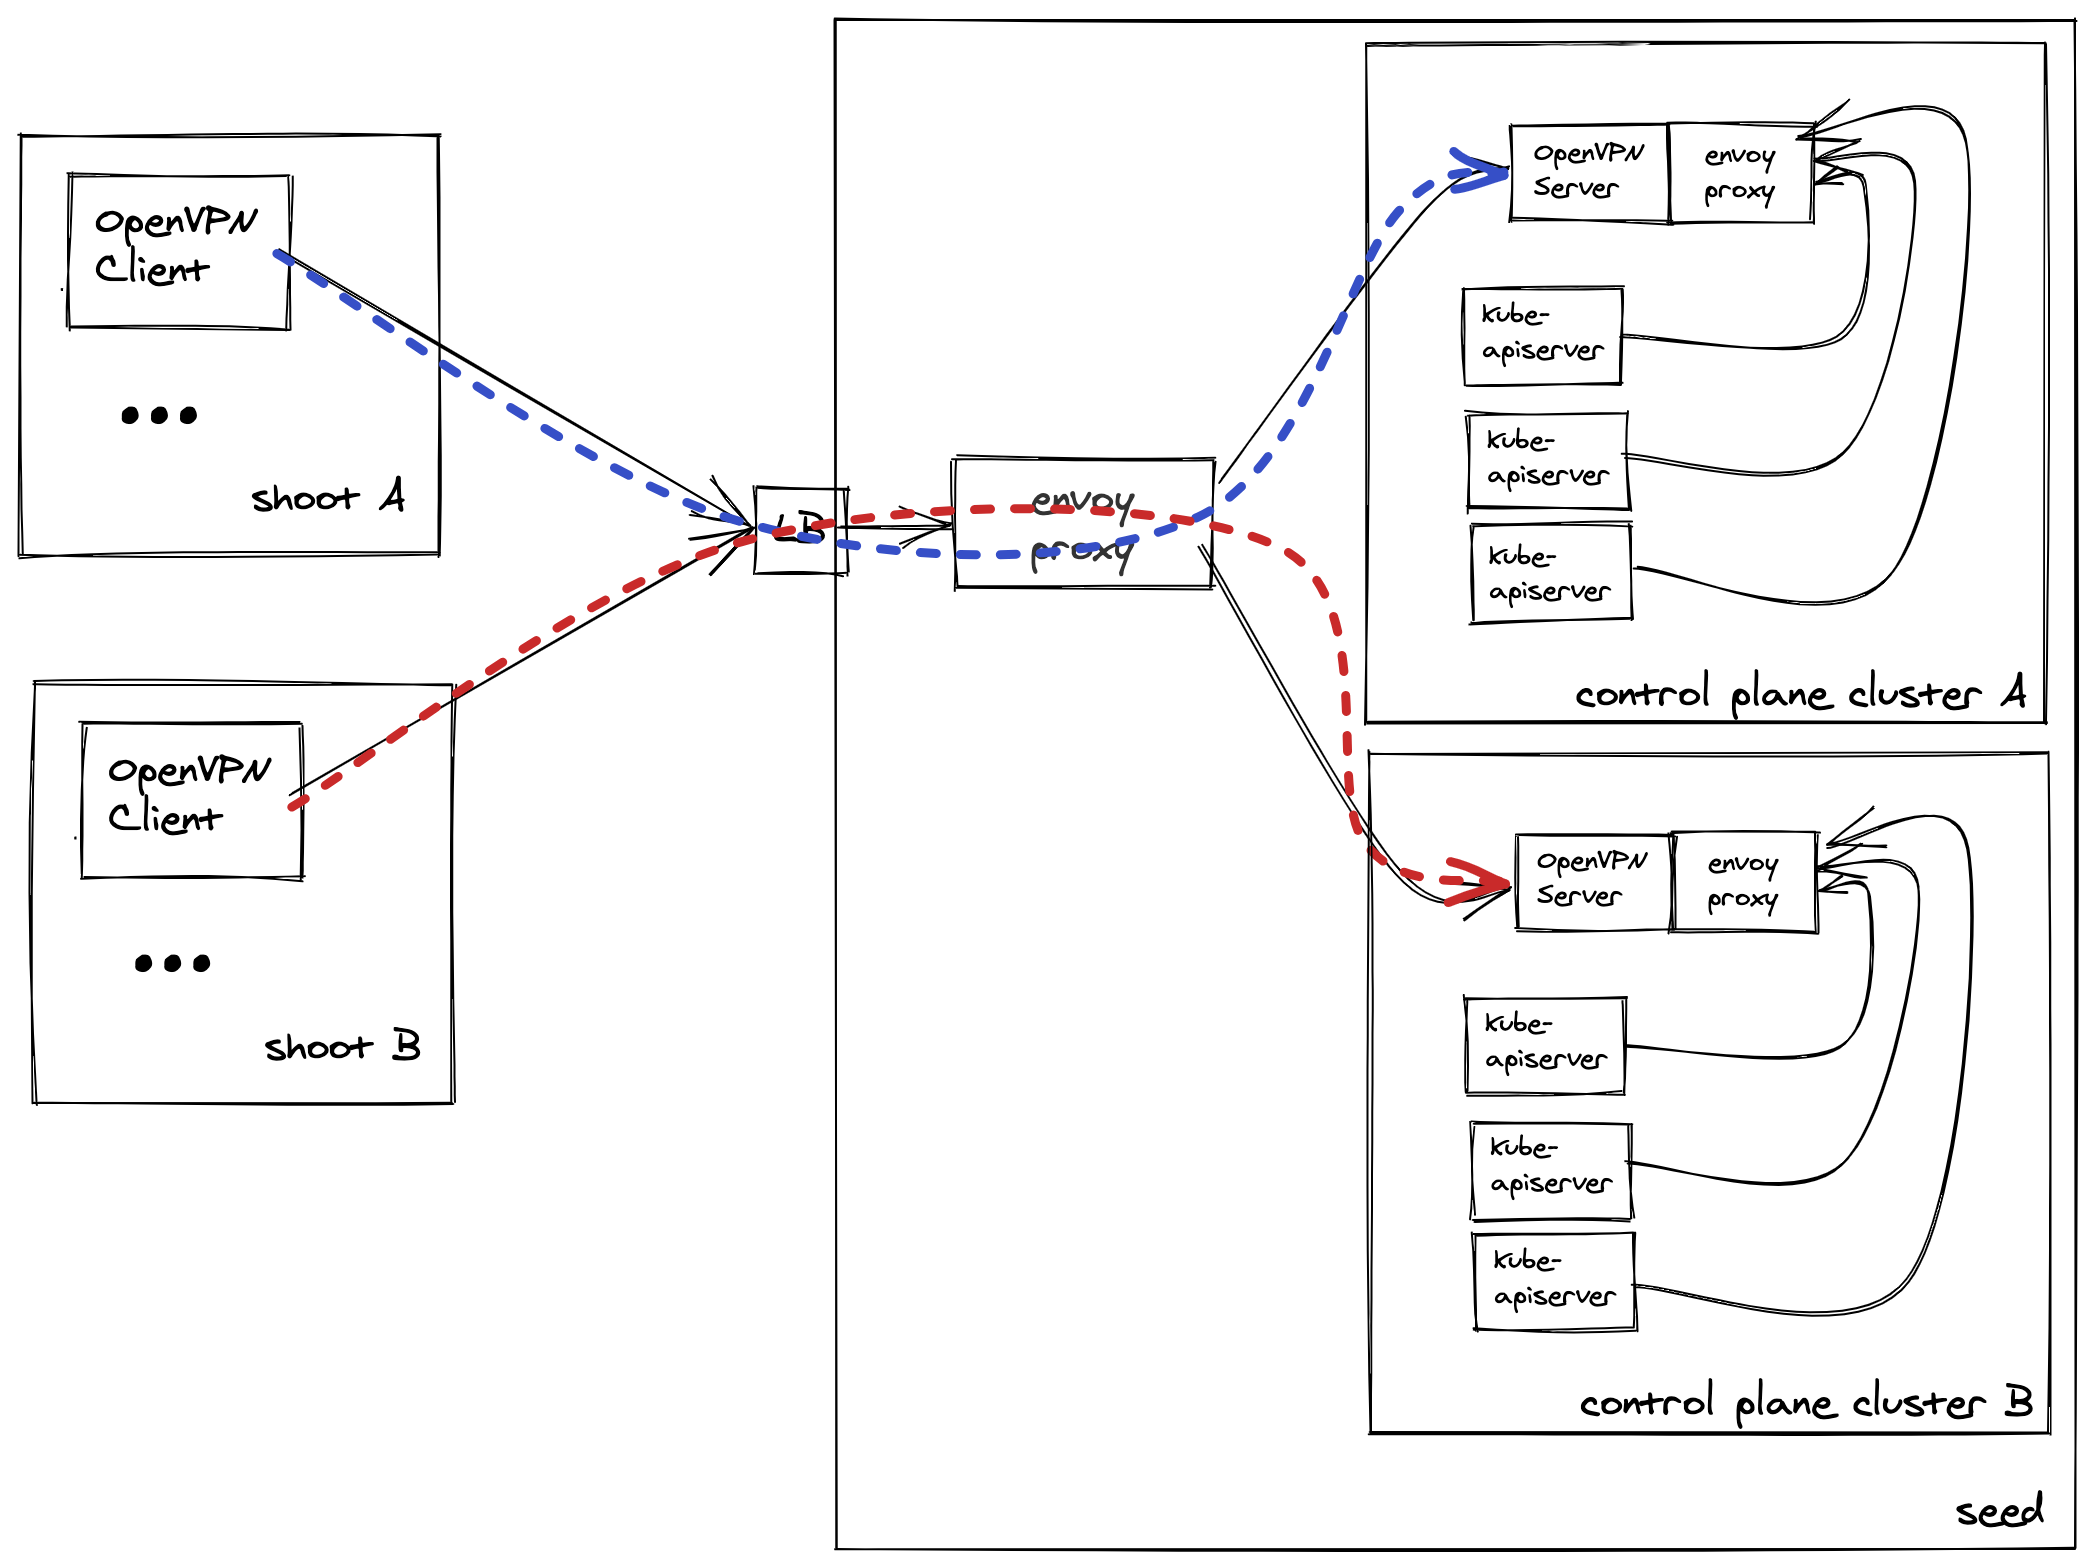 OpenVPN
Client
shoot A
OpenVPN
Client
shoot B
LB
envoy
proxy
OpenVPN
Server
envoy
proxy
kube-
apiserver
kube-
apiserver
kube-
apiserver
control plane cluster A
OpenVPN
Server
envoy
proxy
kube-
apiserver
kube-
apiserver
kube-
apiserver
control plane cluster B
seed